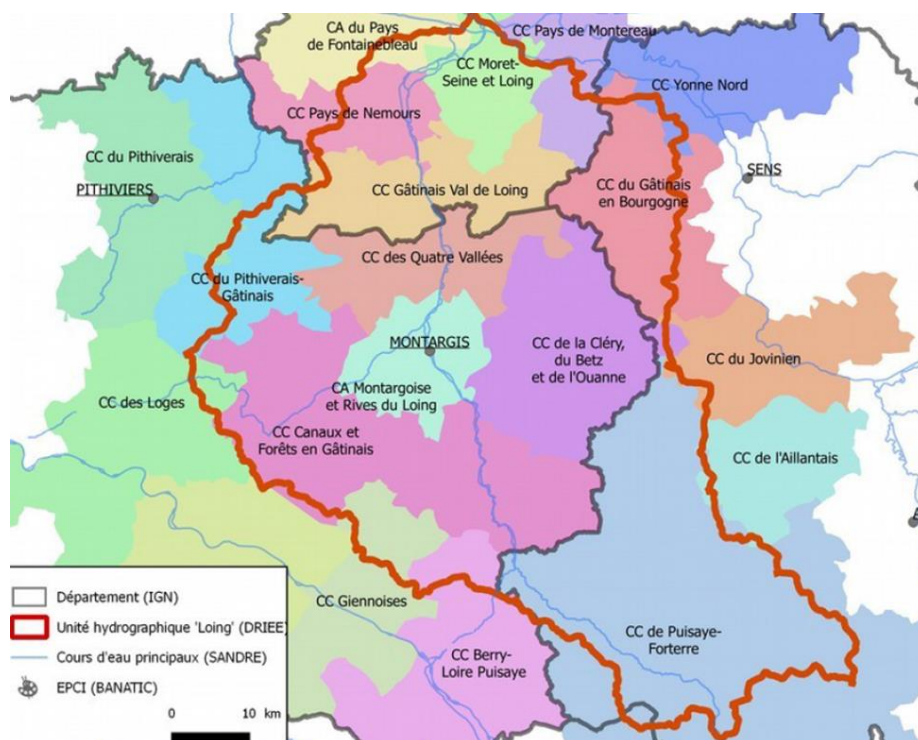 CA du Pays
de Fontainebleau
CC Pays de Montereau
CC Moret-
Seine et Loing
CC Yonne Nord
CC Pays de Nemours
CC du Pithiverais
PITHIVIERS
SENS
CC Gâtinais Val de Loing
CC du Gâtinais
en Bourgogne
CC des Quatre Vallées
CC du Pithiverais-
Gâtinais
MONTARGIS
CC de la Cléry,
du Betz
et de l'Ouanne
CC du Jovinien
CA Montargoise
et Rives du Loing
CC des Loges
CC Canaux et
Forêts en Gâtinais
CC de l'Aillantais
A
Département (IGN)
Unité hydrographique 'Loing' (DRIEE)
Cours d'eau principaux (SANDRE)
EPCI (BANATIC)
0 10 km
CC Giennoises
CC de Puisaye-
Forterre
CC Berry-
Loire Puisaye